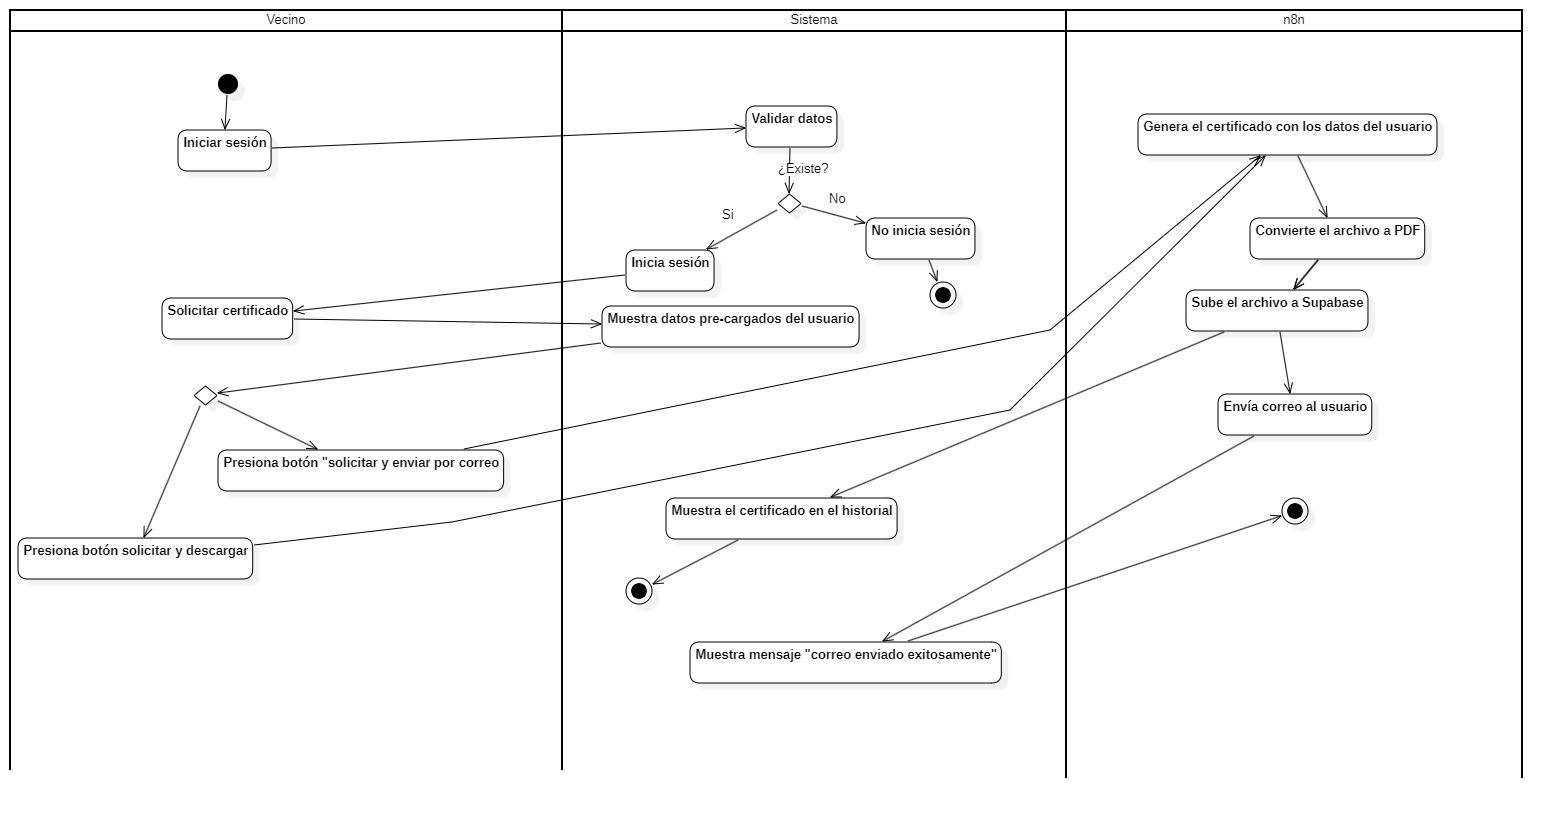 Vecino
Sistema
n8n
Iniciar sesión
Validar datos
¿Existe?
Si
No
Inicia sesión
No inicia sesión
Solicitar certificado
Muestra datos pre-cargados del usuario
Presiona botón "solicitar y enviar por correo
Presiona botón solicitar y descargar
Genera el certificado con los datos del usuario
Convierte el archivo a PDF
Sube el archivo a Supabase
Envía correo al usuario
Muestra el certificado en el historial
Muestra mensaje "correo enviado exitosamente"